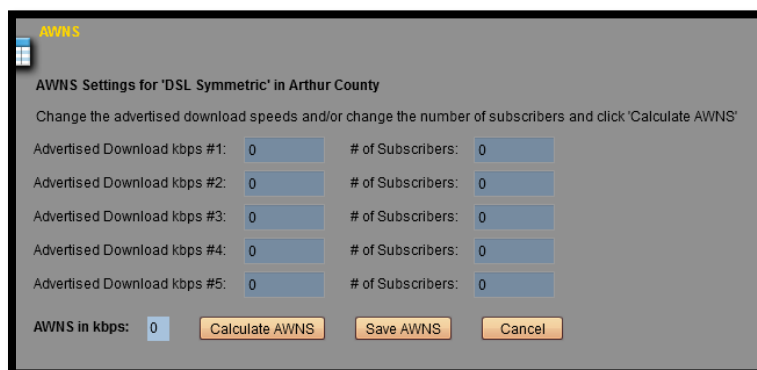 AWNS
AWNS Settings for 'DSL Symmetric' in Arthur County
Change the advertised download speeds and/or change the number of subscribers and click 'Calculate AWNS'
Advertised Download kbps #1: 0 # of Subscribers: 0
Advertised Download kbps #2: 0 # of Subscribers: 0
Advertised Download kbps #3: 0 # of Subscribers: 0
Advertised Download kbps #4: 0 # of Subscribers: 0
Advertised Download kbps #5: 0 # of Subscribers: 0
AWNS in kbps: 0 Calculate AWNS Save AWNS Cancel